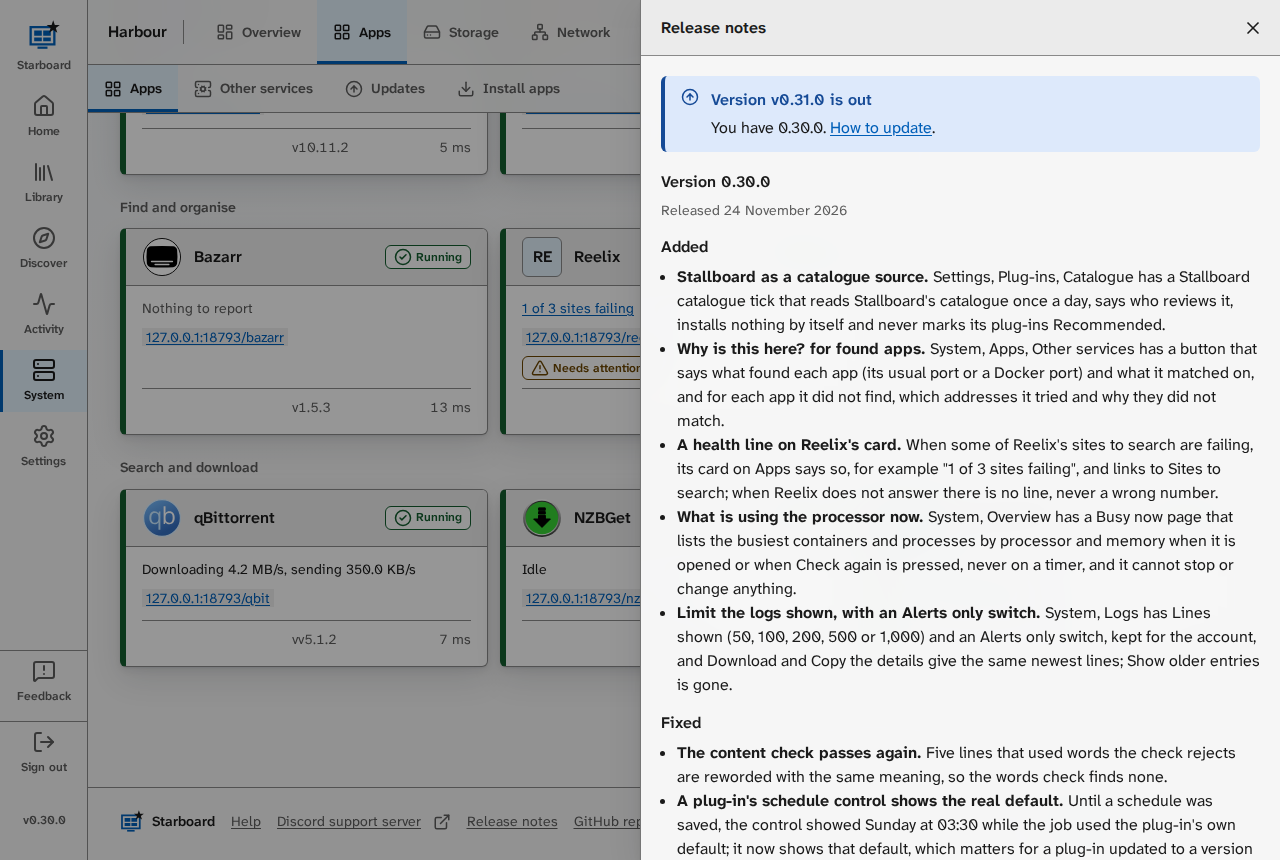 Starboard
Home
Library
Discover
Activity
System
Settings
Feedback
Sign out
v0.30.0
Harbour
Overview
Apps
Storage
Network
Apps
Other services
Updates
Install apps
v10.11.2
5 ms
Find and organise
Bazarr
Running
Nothing to report
127.0.0.1:18793/bazarr
v1.5.3
13 ms
RE
Reelix
1 of 3 sites failing
127.0.0.1:18793/re
Needs attention
Search and download
qb
qBittorrent
Running
Downloading 4.2 MB/s, sending 350.0 KB/s
127.0.0.1:18793/qbit
vv5.1.2
7 ms
NZBGet
Idle
127.0.0.1:18793/nz
Starboard
Help
Discord support server
Release notes
GitHub rep
Release notes
Version v0.31.0 is out
You have 0.30.0. How to update.
Version 0.30.0
Released 24 November 2026
Added
• Stallboard as a catalogue source. Settings, Plug-ins, Catalogue has a Stallboard
catalogue tick that reads Stallboard's catalogue once a day, says who reviews it,
installs nothing by itself and never marks its plug-ins Recommended.
• Why is this here? for found apps. System, Apps, Other services has a button that
says what found each app (its usual port or a Docker port) and what it matched on,
and for each app it did not find, which addresses it tried and why they did not
match.
• A health line on Reelix's card. When some of Reelix's sites to search are failing,
its card on Apps says so, for example "1 of 3 sites failing", and links to Sites to
search; when Reelix does not answer there is no line, never a wrong number.
• What is using the processor now. System, Overview has a Busy now page that
lists the busiest containers and processes by processor and memory when it is
opened or when Check again is pressed, never on a timer, and it cannot stop or
change anything.
• Limit the logs shown, with an Alerts only switch. System, Logs has Lines
shown (50, 100, 200, 500 or 1,000) and an Alerts only switch, kept for the account,
and Download and Copy the details give the same newest lines; Show older entries
is gone.
Fixed
• The content check passes again. Five lines that used words the check rejects
are reworded with the same meaning, so the words check finds none.
• A plug-in's schedule control shows the real default. Until a schedule was
saved, the control showed Sunday at 03:30 while the job used the plug-in's own
default; it now shows that default, which matters for a plug-in updated to a version